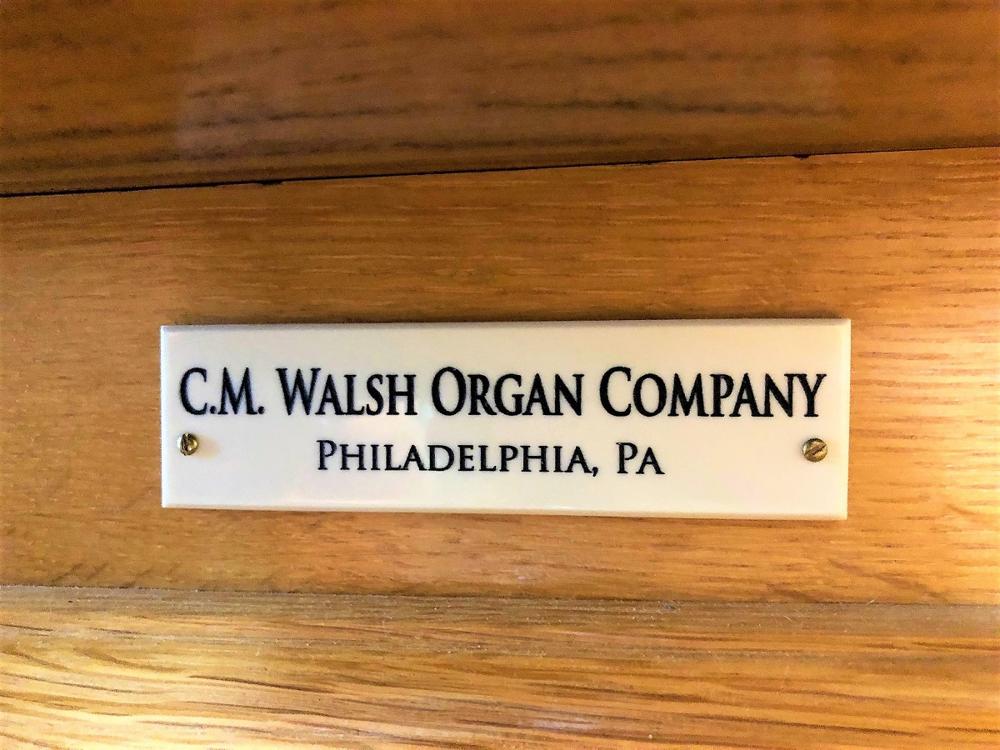 C.M. WALSH ORGAN COMPANY
PHILADELPHIA, PA